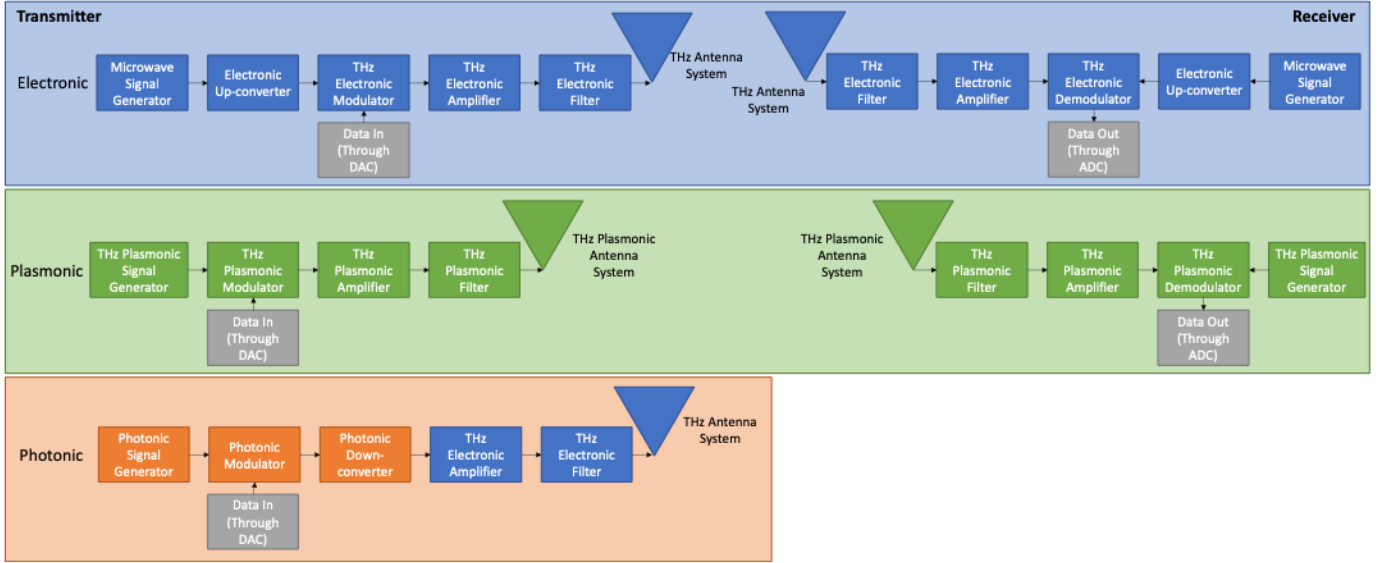 Transmitter
Receiver
Electronic
Microwave
Signal
Generator
Electronic
Up-converter
THz
Electronic
Modulator
THz
Electronic
Amplifier
THz
Electronic
Filter
THz Antenna
System
Data In
(Through
DAC)
THz Antenna
System
THz
Electronic
Filter
THz
Electronic
Amplifier
THz
Electronic
Demodulator
Electronic
Up-converter
Microwave
Signal
Generator
Data Out
(Through
ADC)
Plasmonic
THz Plasmonic
Signal
Generator
THz
Plasmonic
Modulator
THz
Plasmonic
Amplifier
THz
Plasmonic
Filter
THz Plasmonic
Antenna
System
Data In
(Through
DAC)
THz Plasmonic
Antenna
System
THz
Plasmonic
Filter
THz
Plasmonic
Amplifier
THz
Plasmonic
Demodulator
THz Plasmonic
Signal
Generator
Data Out
(Through
ADC)
Photonic
Photonic
Signal
Generator
Photonic
Modulator
Photonic
Down-
converter
THz
Electronic
Amplifier
THz
Electronic
Filter
THz Antenna
System
Data In
(Through
DAC)